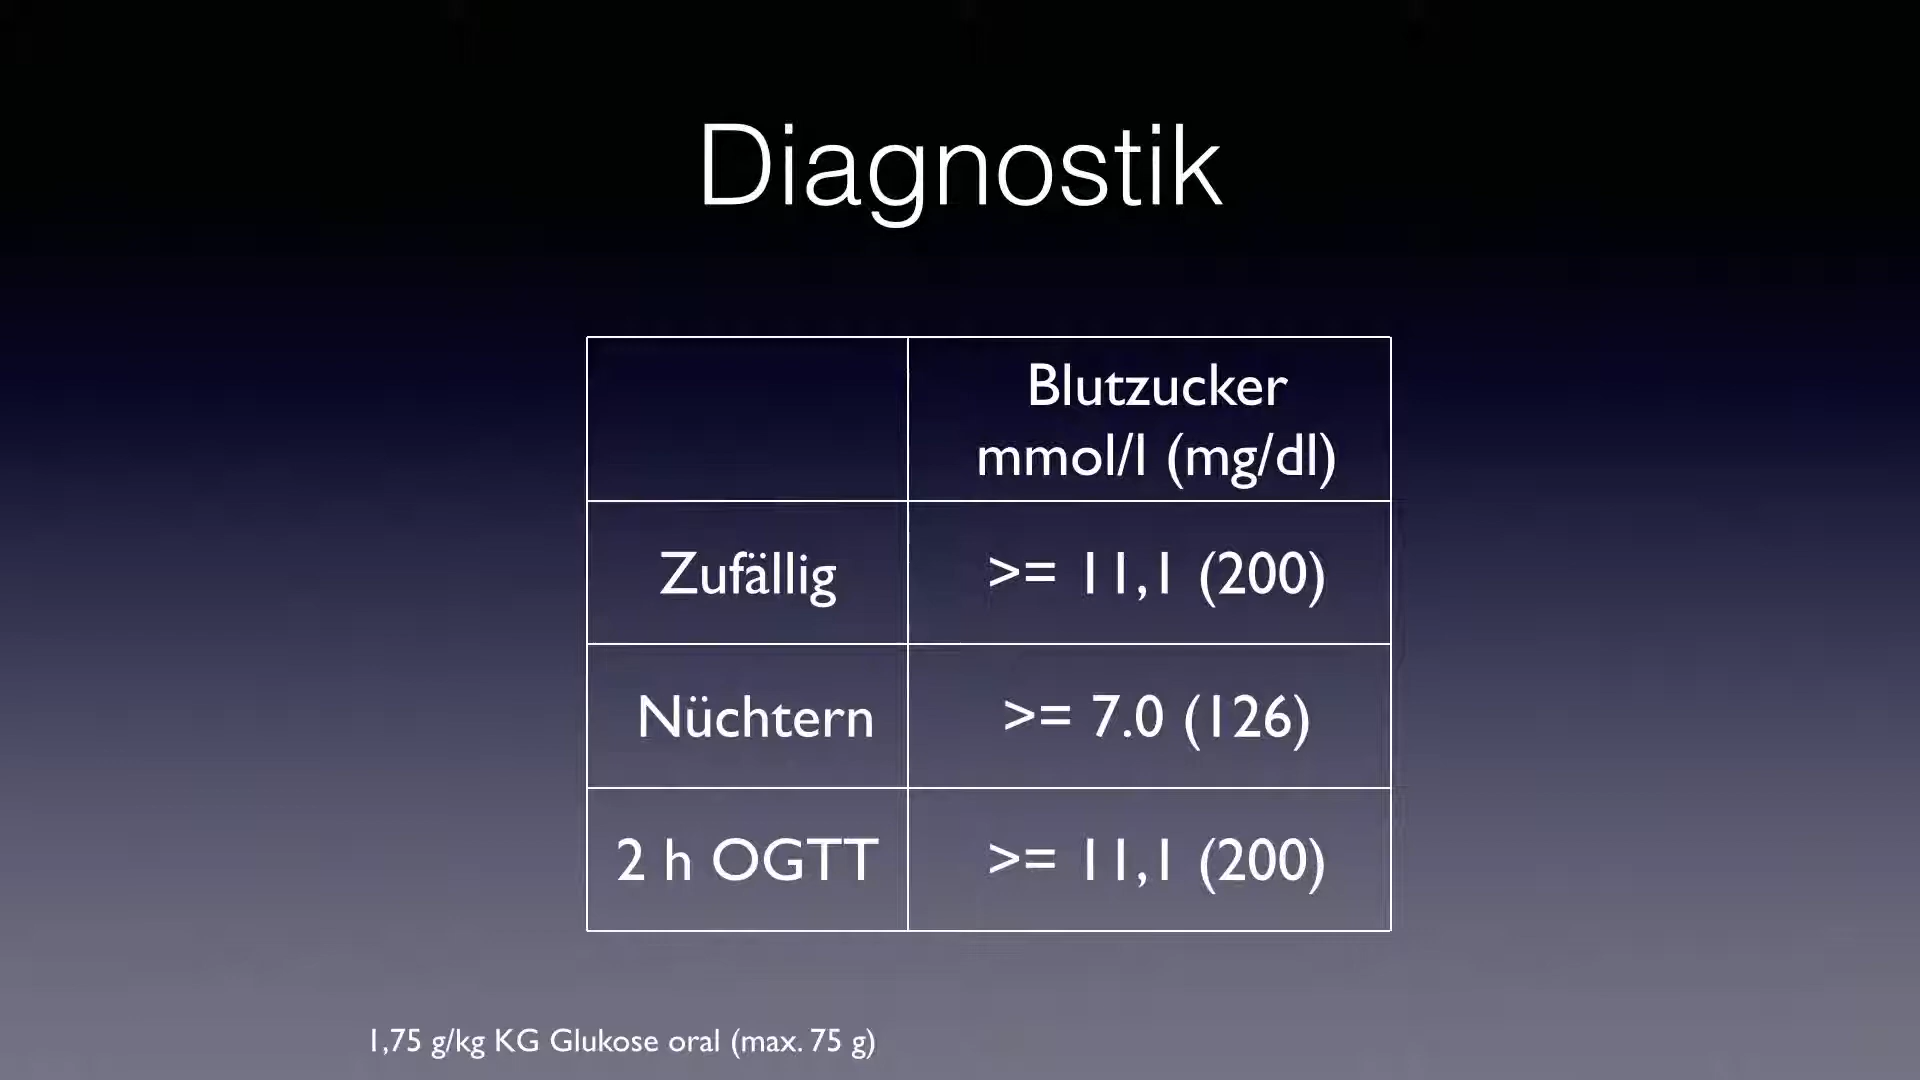 Diagnostik
Blutzucker
mmol/l (mg/dl)
Zufällig >= 11,1 (200)
Nüchtern >= 7.0 (126)
2 h OGTT >= 11,1 (200)
1,75 g/kg KG Glukose oral (max. 75 g)